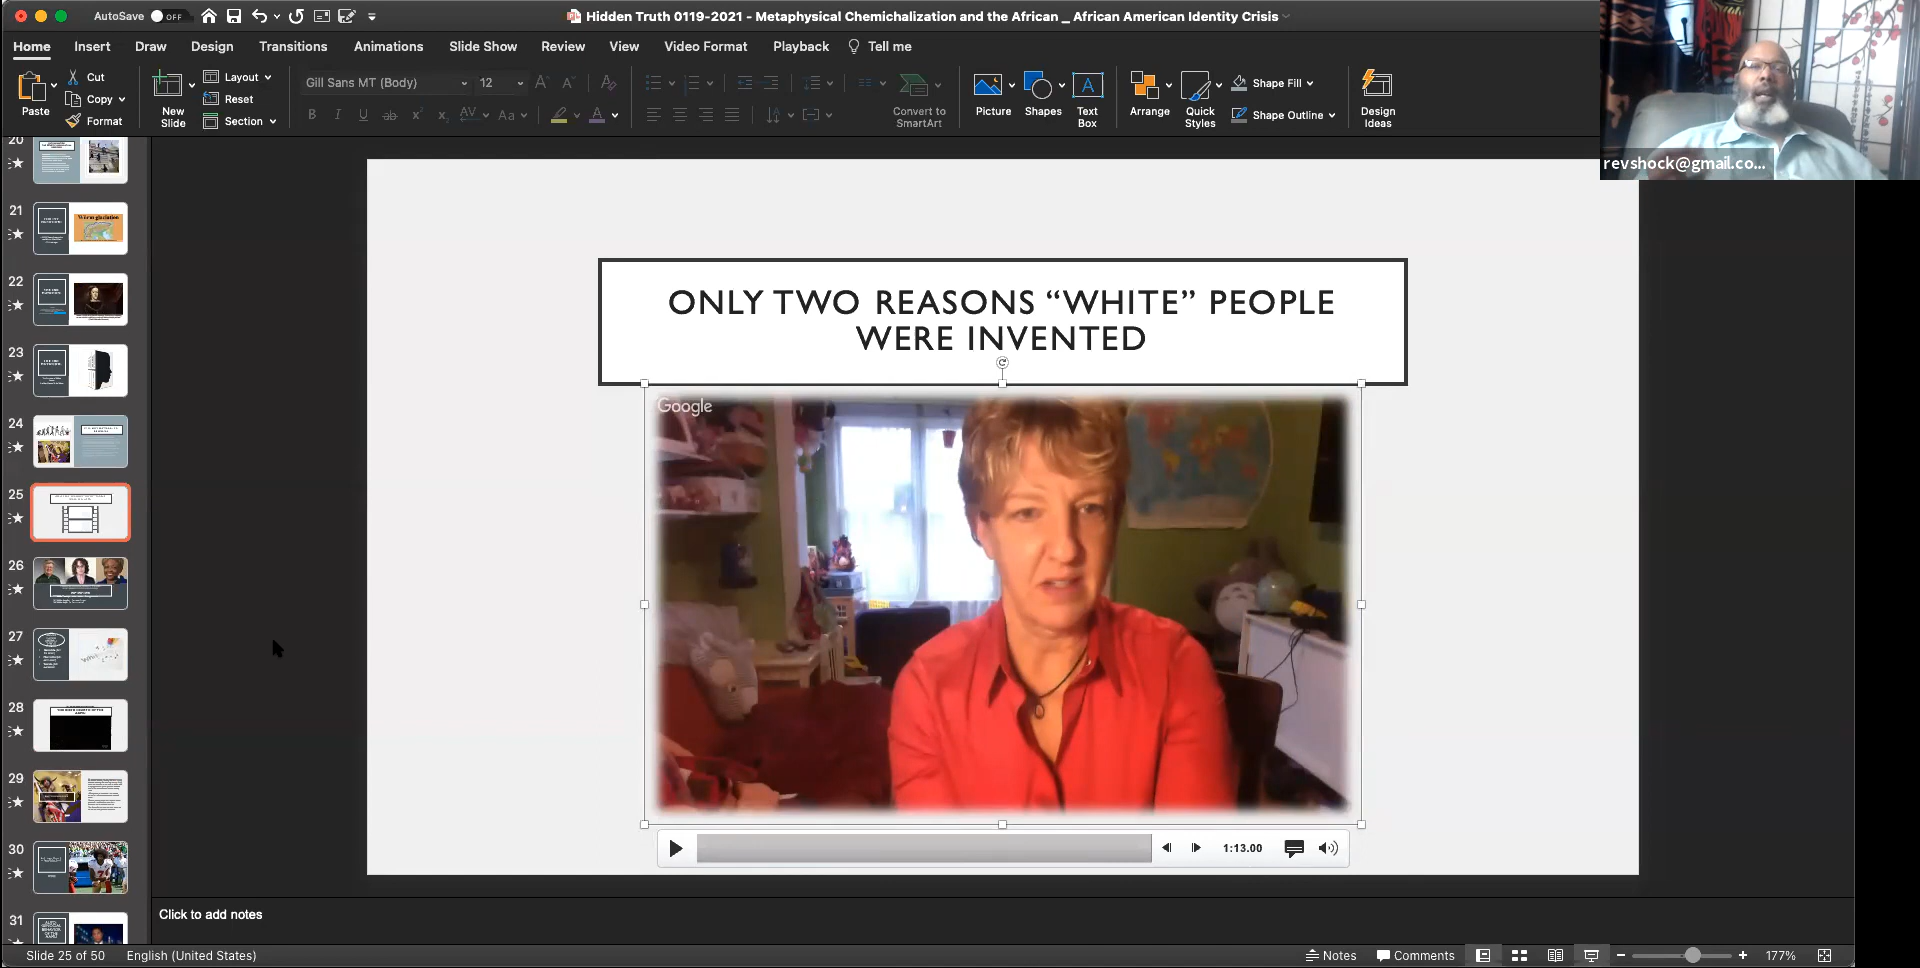 AutoSave
OFF
Hidden Truth 0119-2021 - Metaphysical Chemichalization and the African _ African American Identity Crisis
Home Insert Draw Design Transitions Animations Slide Show Review View Video Format Playback Tell me
Paste
Cut
Copy
Format
New
Slide
Layout
Reset
Section
Gill Sans MT (Body)
12
Convert to
SmartArt
Picture
Shapes
Text
Box
Arrange
Quick
Styles
Shape Fill
Shape Outline
Design
Ideas
revshock@gmail.co...
20
21
22
23
24
25
26
27
28
29
30
31
ONLY TWO REASONS “WHITE” PEOPLE
WERE INVENTED
Google
1:13.00
Click to add notes
Slide 25 of 50
English (United States)
Notes
Comments
177%